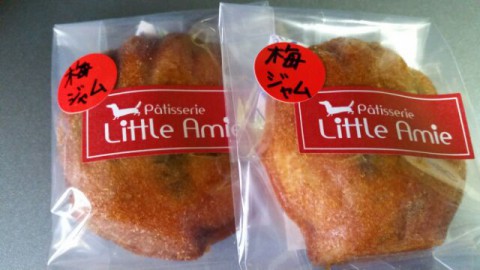 梅
ジャム
Pâtisserie
Little Amie
梅
ジャム
Pâtisserie
Little Amie